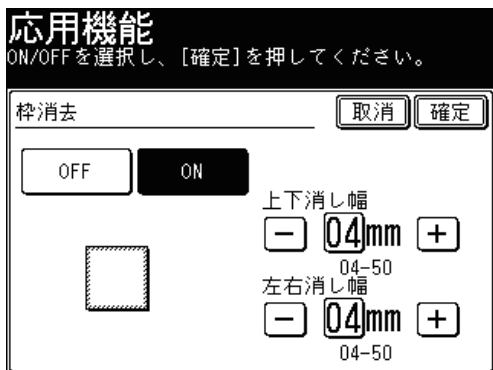 応用機能
ON/OFFを選択し、[確定]を押してください。
枠消去
取消 確定
OFF ON
上下消し幅
− 04mm +
04-50
左右消し幅
− 04mm +
04-50